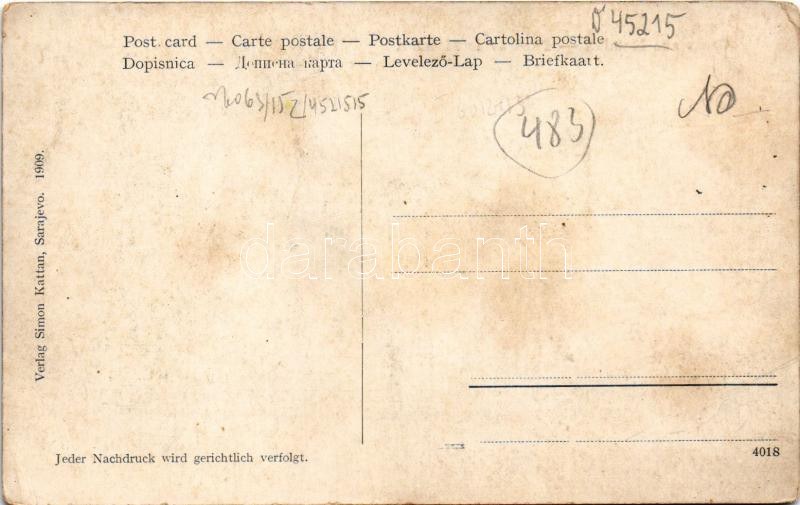 D 45215
Post card — Carte postale — Postkarte — Cartolina postale
Dopisnica — Дописна карта — Levelező-Lap — Briefkaart.
483
Verlag Simon Kattan, Sarajevo. 1909.
darabanth
Jeder Nachdruck wird gerichtlich verfolgt.
4018